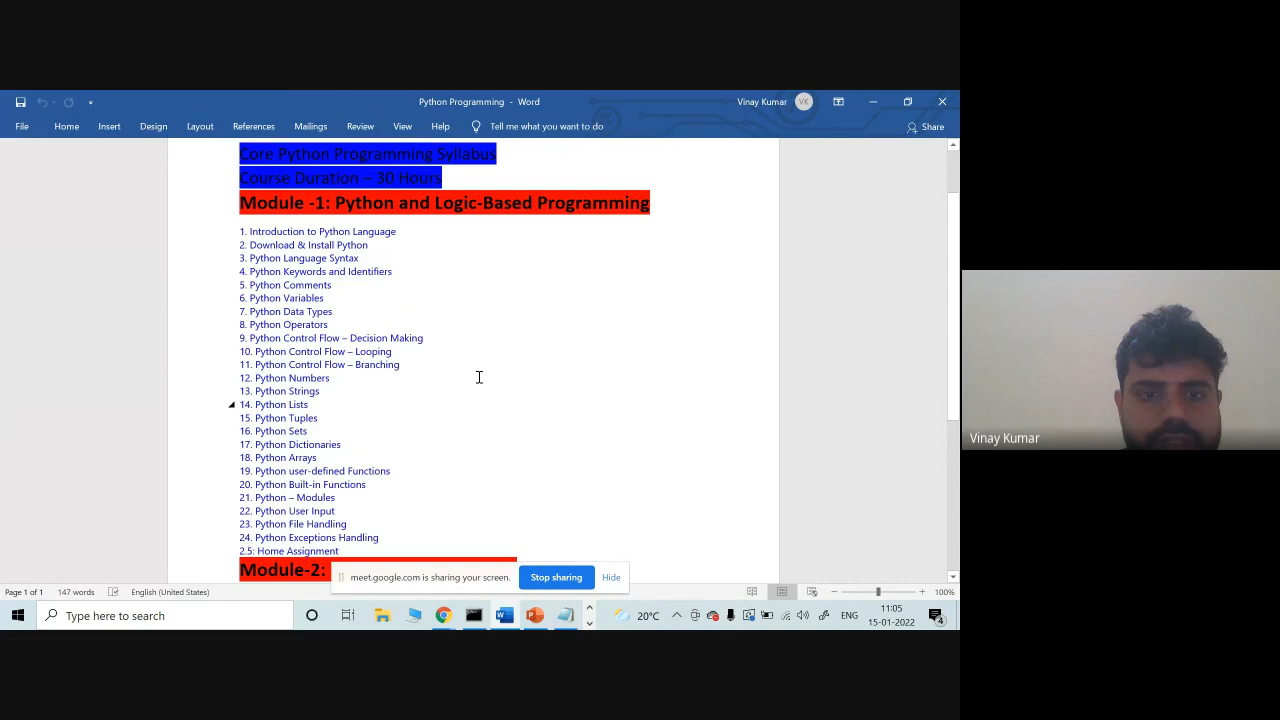 Python Programming - Word
Vinay Kumar
VK
File Home Insert Design Layout References Mailings Review View Help Tell me what you want to do Share
Core Python Programming Syllabus
Course Duration – 30 Hours
Module -1: Python and Logic-Based Programming
1. Introduction to Python Language
2. Download & Install Python
3. Python Language Syntax
4. Python Keywords and Identifiers
5. Python Comments
6. Python Variables
7. Python Data Types
8. Python Operators
9. Python Control Flow – Decision Making
10. Python Control Flow – Looping
11. Python Control Flow – Branching
12. Python Numbers
13. Python Strings
14. Python Lists
15. Python Tuples
16. Python Sets
17. Python Dictionaries
18. Python Arrays
19. Python user-defined Functions
20. Python Built-in Functions
21. Python – Modules
22. Python User Input
23. Python File Handling
24. Python Exceptions Handling
2.5: Home Assignment
Module-2:
meet.google.com is sharing your screen. Stop sharing Hide
Page 1 of 1 147 words English (United States) 100%
Type here to search
20°C
ENG
11:05
15-01-2022
4
Vinay Kumar